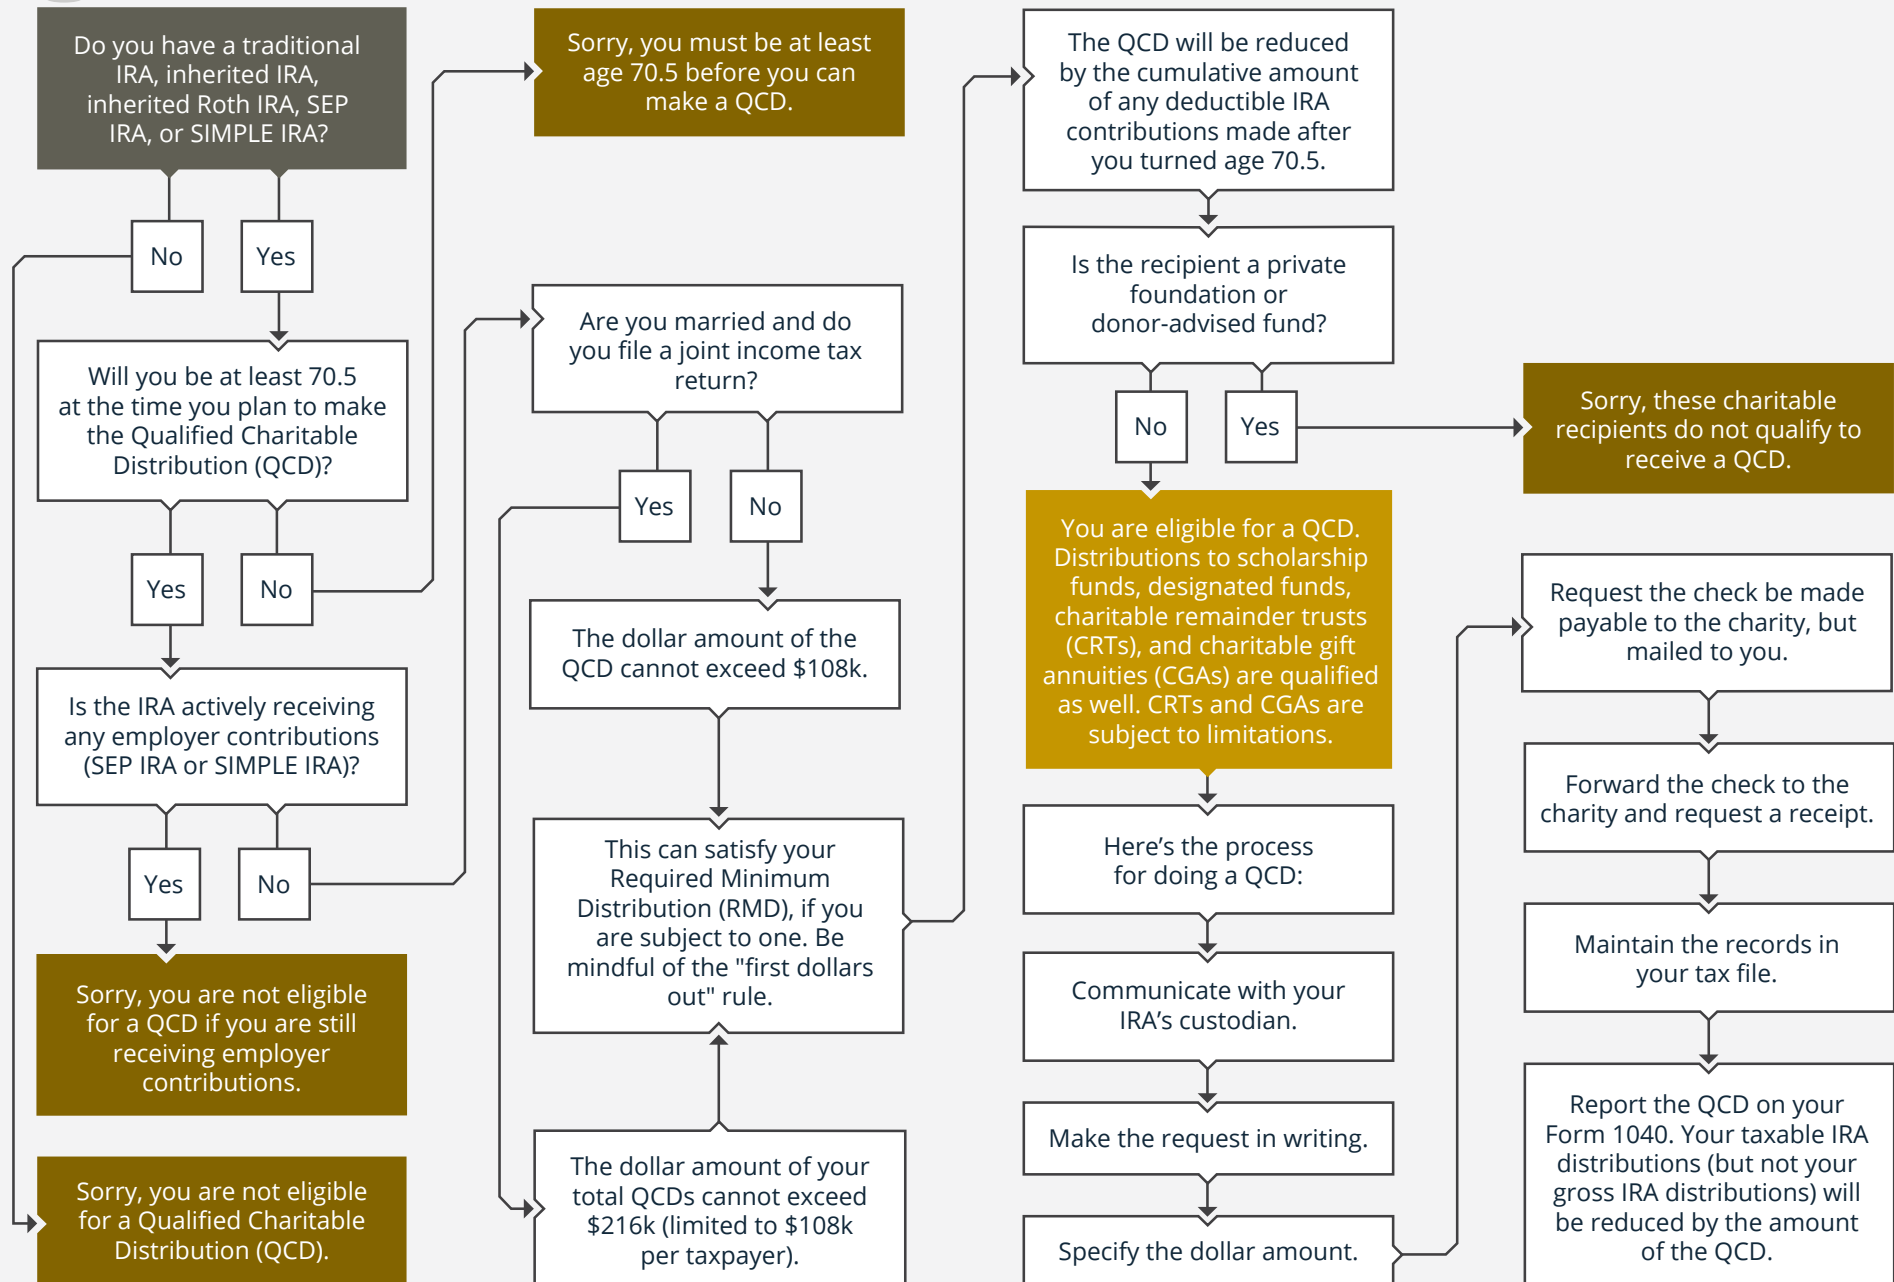 Do you have a traditional
IRA, inherited IRA,
inherited Roth IRA, SEP
IRA, or SIMPLE IRA?
No
Yes
Will you be at least 70.5
at the time you plan to make
the Qualified Charitable
Distribution (QCD)?
Yes
No
Is the IRA actively receiving
any employer contributions
(SEP IRA or SIMPLE IRA)?
Yes
No
Sorry, you are not eligible
for a QCD if you are still
receiving employer
contributions.
Sorry, you are not eligible
for a Qualified Charitable
Distribution (QCD).
Sorry, you must be at least
age 70.5 before you can
make a QCD.
Are you married and do
you file a joint income tax
return?
Yes
No
The dollar amount of the
QCD cannot exceed $108k.
This can satisfy your
Required Minimum
Distribution (RMD), if you
are subject to one. Be
mindful of the "first dollars
out" rule.
The dollar amount of your
total QCDs cannot exceed
$216k (limited to $108k
per taxpayer).
The QCD will be reduced
by the cumulative amount
of any deductible IRA
contributions made after
you turned age 70.5.
Is the recipient a private
foundation or
donor-advised fund?
No
Yes
Sorry, these charitable
recipients do not qualify to
receive a QCD.
You are eligible for a QCD.
Distributions to scholarship
funds, designated funds,
charitable remainder trusts
(CRTs), and charitable gift
annuities (CGAs) are qualified
as well. CRTs and CGAs are
subject to limitations.
Here’s the process
for doing a QCD:
Communicate with your
IRA’s custodian.
Make the request in writing.
Specify the dollar amount.
Request the check be made
payable to the charity, but
mailed to you.
Forward the check to the
charity and request a receipt.
Maintain the records in
your tax file.
Report the QCD on your
Form 1040. Your taxable IRA
distributions (but not your
gross IRA distributions) will
be reduced by the amount
of the QCD.